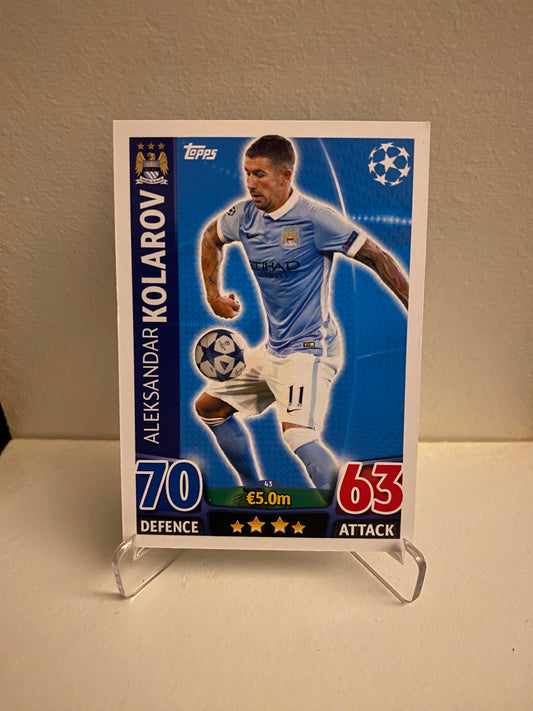 Topps
ALEKSANDAR KOLAROV
ETIHAD
11
43
70
€5.0m
63
DEFENCE
ATTACK